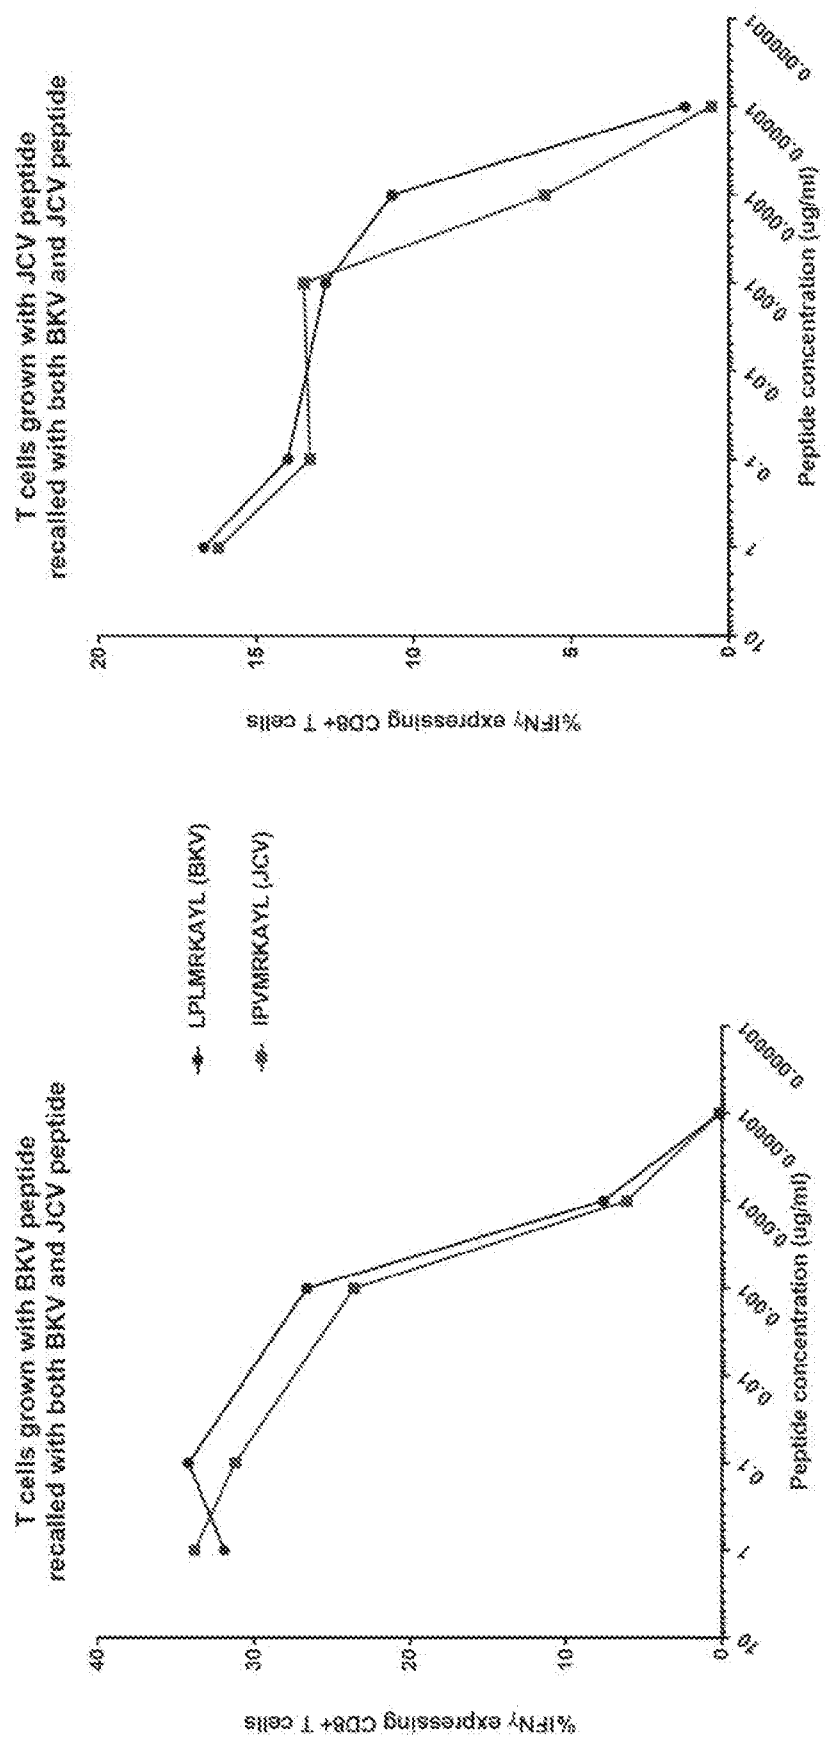 T cells grown with BKV peptide
recalled with both BKV and JCV peptide
%IFNγ expressing CD8+ T cells
40
30
20
10
0
10
1
0.1
0.01
0.001
0.0001
0.00001
0.000001
Peptide concentration (ug/ml)
LPLMRKAYL (BKV)
IPVMRKAYL (JCV)
T cells grown with JCV peptide
recalled with both BKV and JCV peptide
%IFNγ expressing CD8+ T cells
20
15
10
5
0
10
1
0.1
0.01
0.001
0.0001
0.00001
0.000001
Peptide concentration (ug/ml)